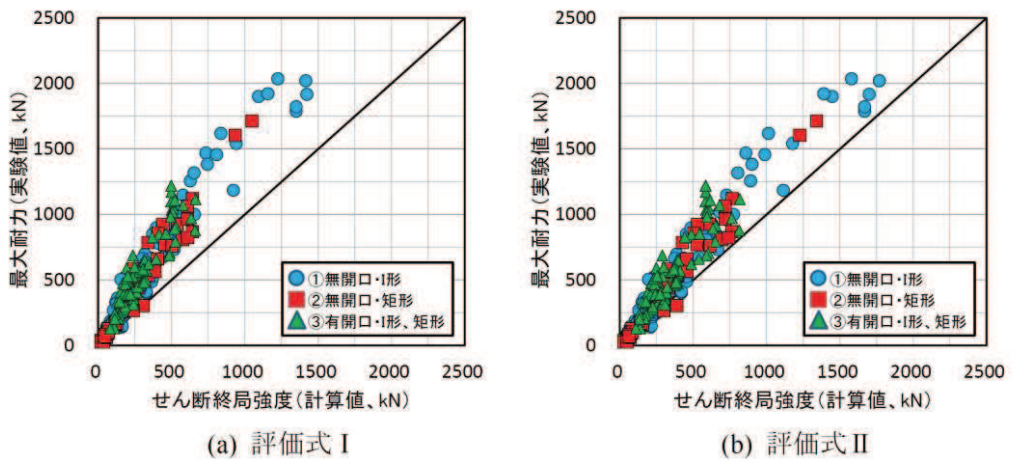 2500
2000
1500
1000
500
0
最大耐力(実験値、kN)
(a)
①無開口・I形
②無開口・矩形
③有開口・I形、矩形
0 500 1000 1500 2000 2500
せん断終局強度(計算値、kN)
(a) 評価式 I
2500
2000
1500
1000
500
0
最大耐力(実験値、kN)
(b)
①無開口・I形
②無開口・矩形
③有開口・I形、矩形
0 500 1000 1500 2000 2500
せん断終局強度(計算値、kN)
(b) 評価式 II